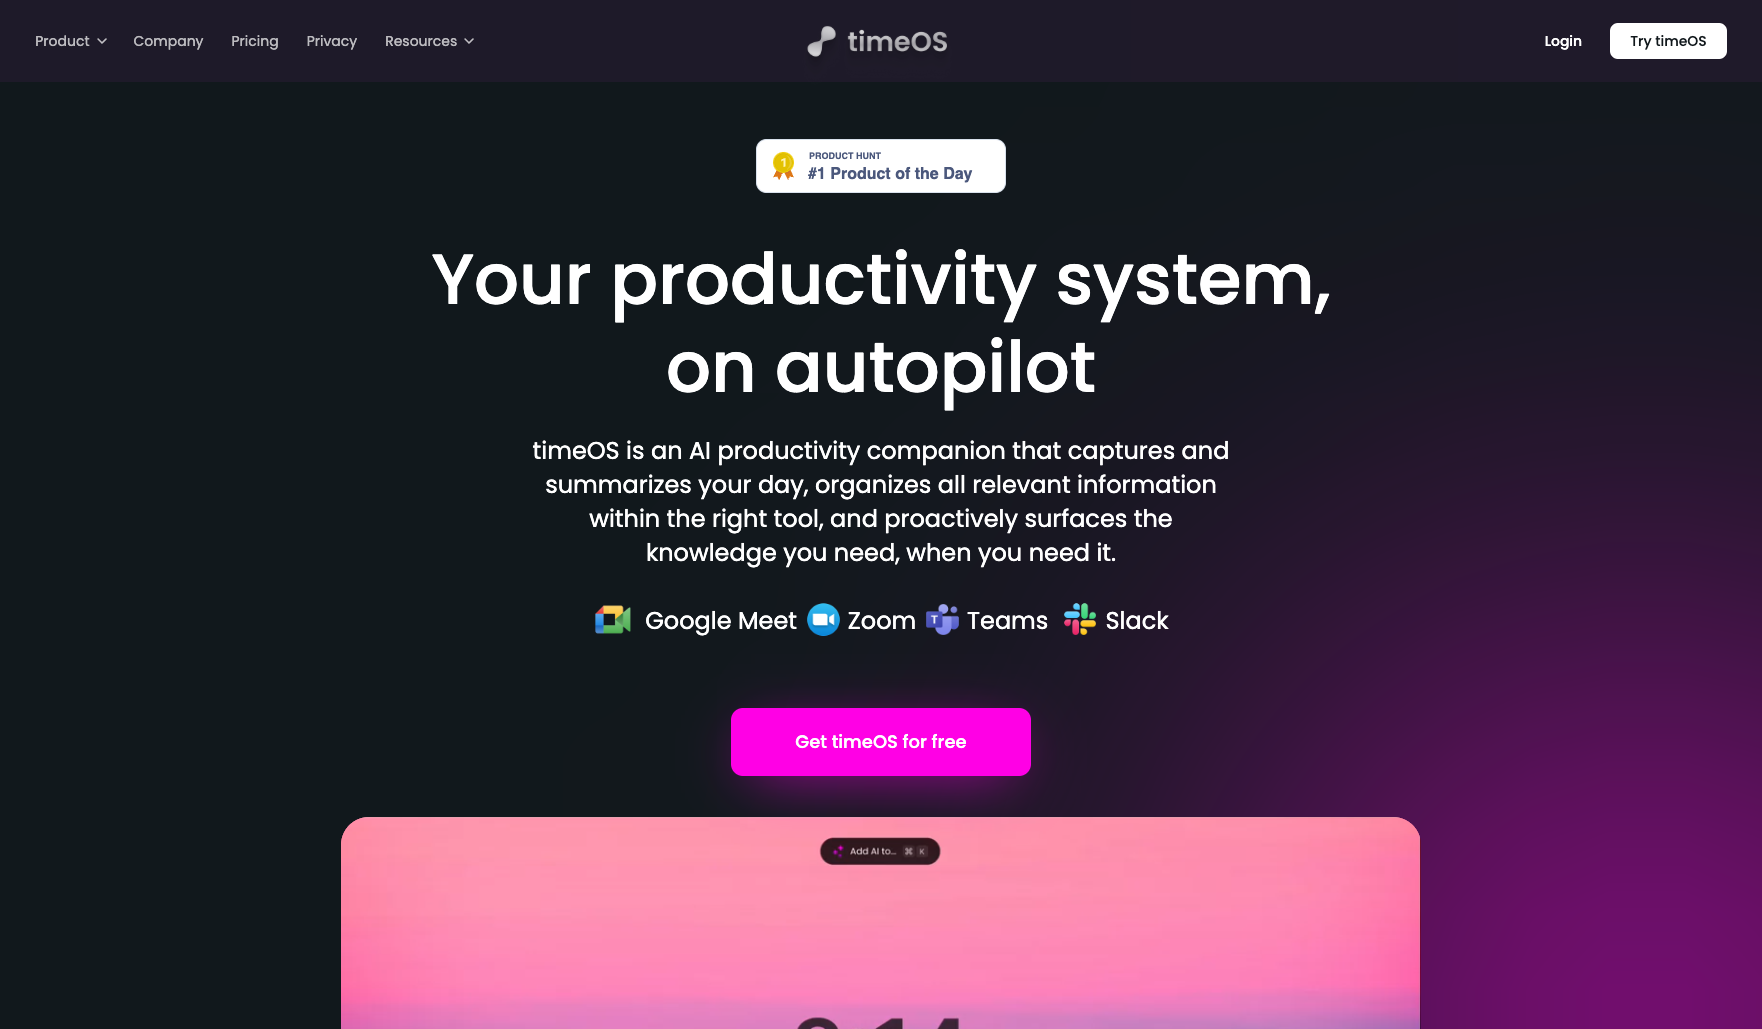 Product
Company
Pricing
Privacy
Resources
timeOS
Login
Try timeOS
1
PRODUCT HUNT
#1 Product of the Day
Your productivity system,
on autopilot
timeOS is an AI productivity companion that captures and
summarizes your day, organizes all relevant information
within the right tool, and proactively surfaces the
knowledge you need, when you need it.
Google Meet
Zoom
T
Teams
Slack
Get timeOS for free
Add AI to... ⌘ K